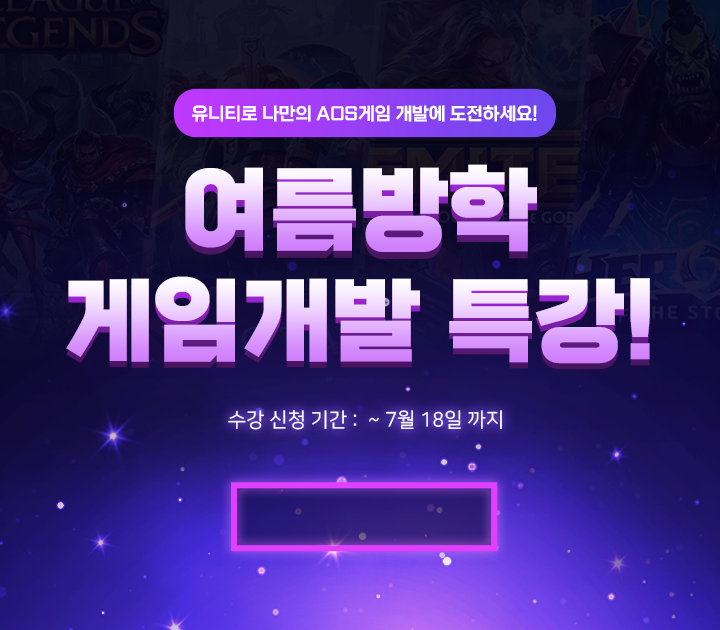 LEAGUE
LEGENDS
유니티로 나만의 AOS게임 개발에 도전하세요!
여름방학
게임개발 특강!
수강 신청 기간 : ~ 7월 18일 까지